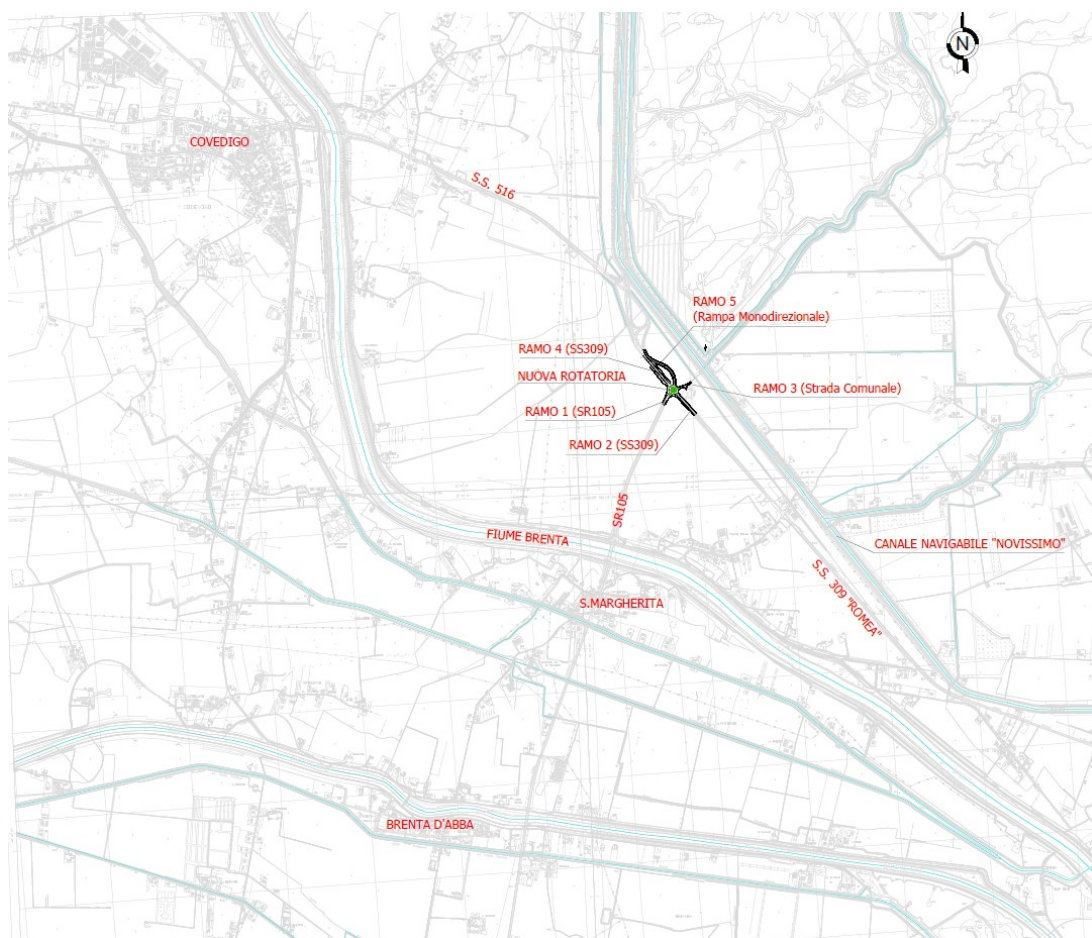 N
COVEDIGO
S.S. 516
RAMO 5
(Rampa Monodirezionale)
RAMO 4 (SS309)
NUOVA ROTATORIA
RAMO 3 (Strada Comunale)
RAMO 1 (SR105)
RAMO 2 (SS309)
SR105
FIUME BRENTA
CANALE NAVIGABILE "NOVISSIMO"
S.S. 309 "ROMEA"
S.MARGHERITA
BRENTA D'ABBA